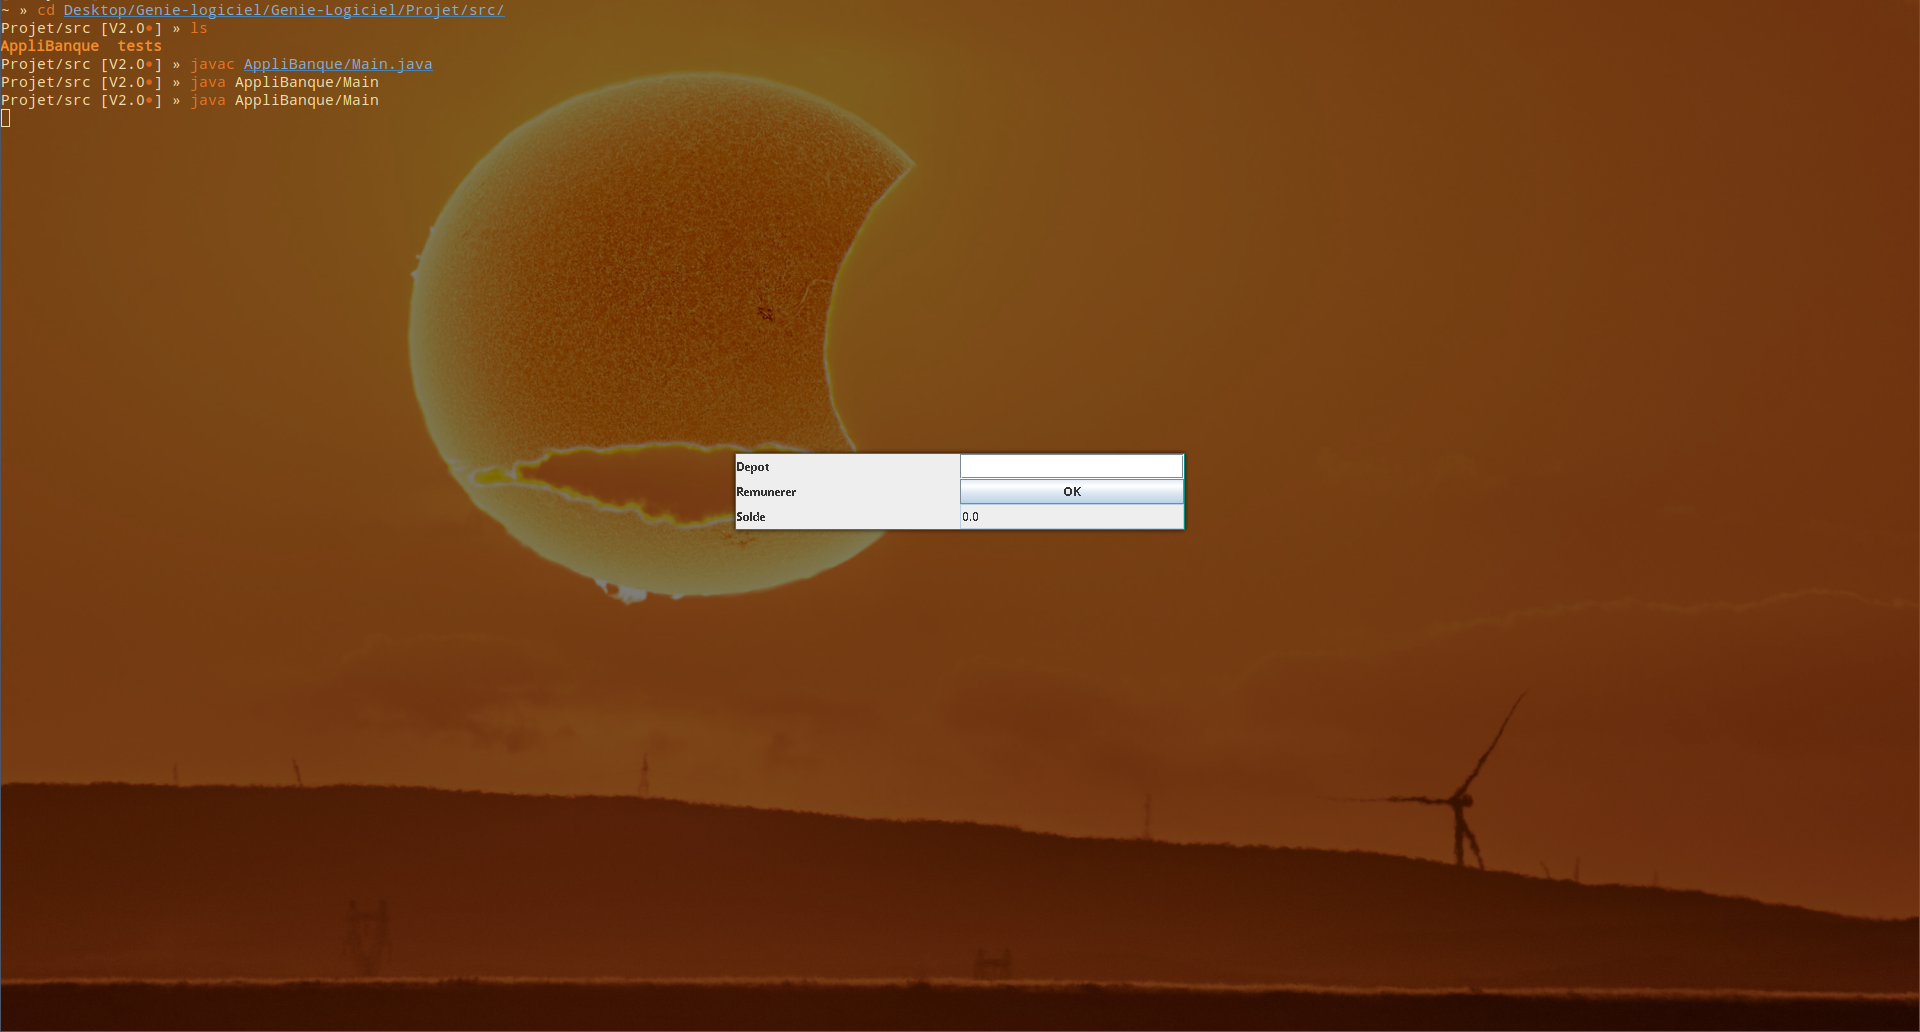 ~ » cd Desktop/Genie-logiciel/Genie-Logiciel/Projet/src/
Projet/src [V2.0•] » ls
AppliBanque  tests
Projet/src [V2.0•] » javac AppliBanque/Main.java
Projet/src [V2.0•] » java AppliBanque/Main
Projet/src [V2.0•] » java AppliBanque/Main
Depot
Remunerer OK
Solde 0.0